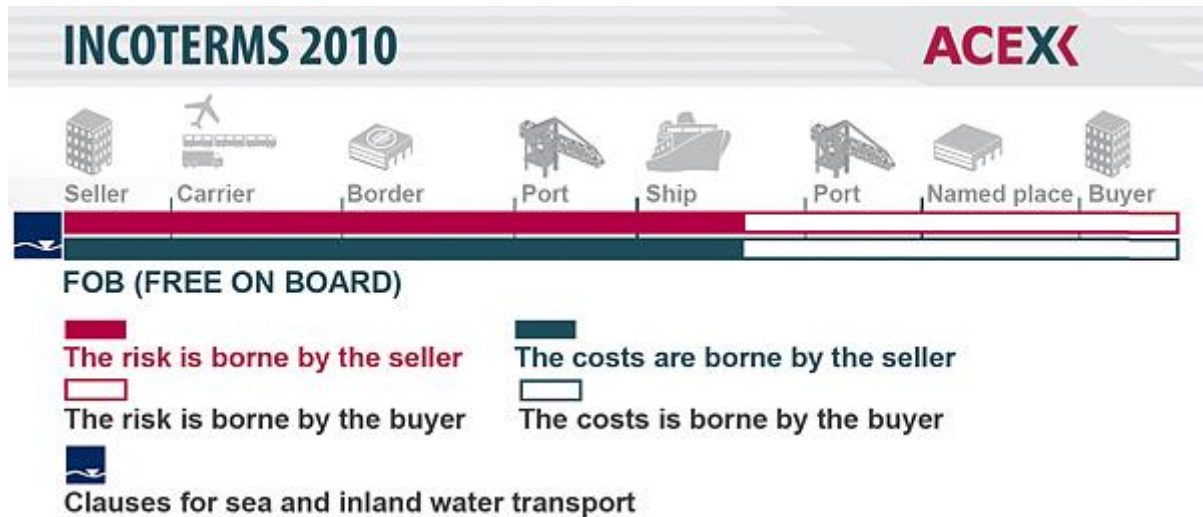 INCOTERMS 2010
ACEX
Seller Carrier Border Port Ship Port Named place Buyer
FOB (FREE ON BOARD)
The risk is borne by the seller
The costs are borne by the seller
The risk is borne by the buyer
The costs is borne by the buyer
Clauses for sea and inland water transport